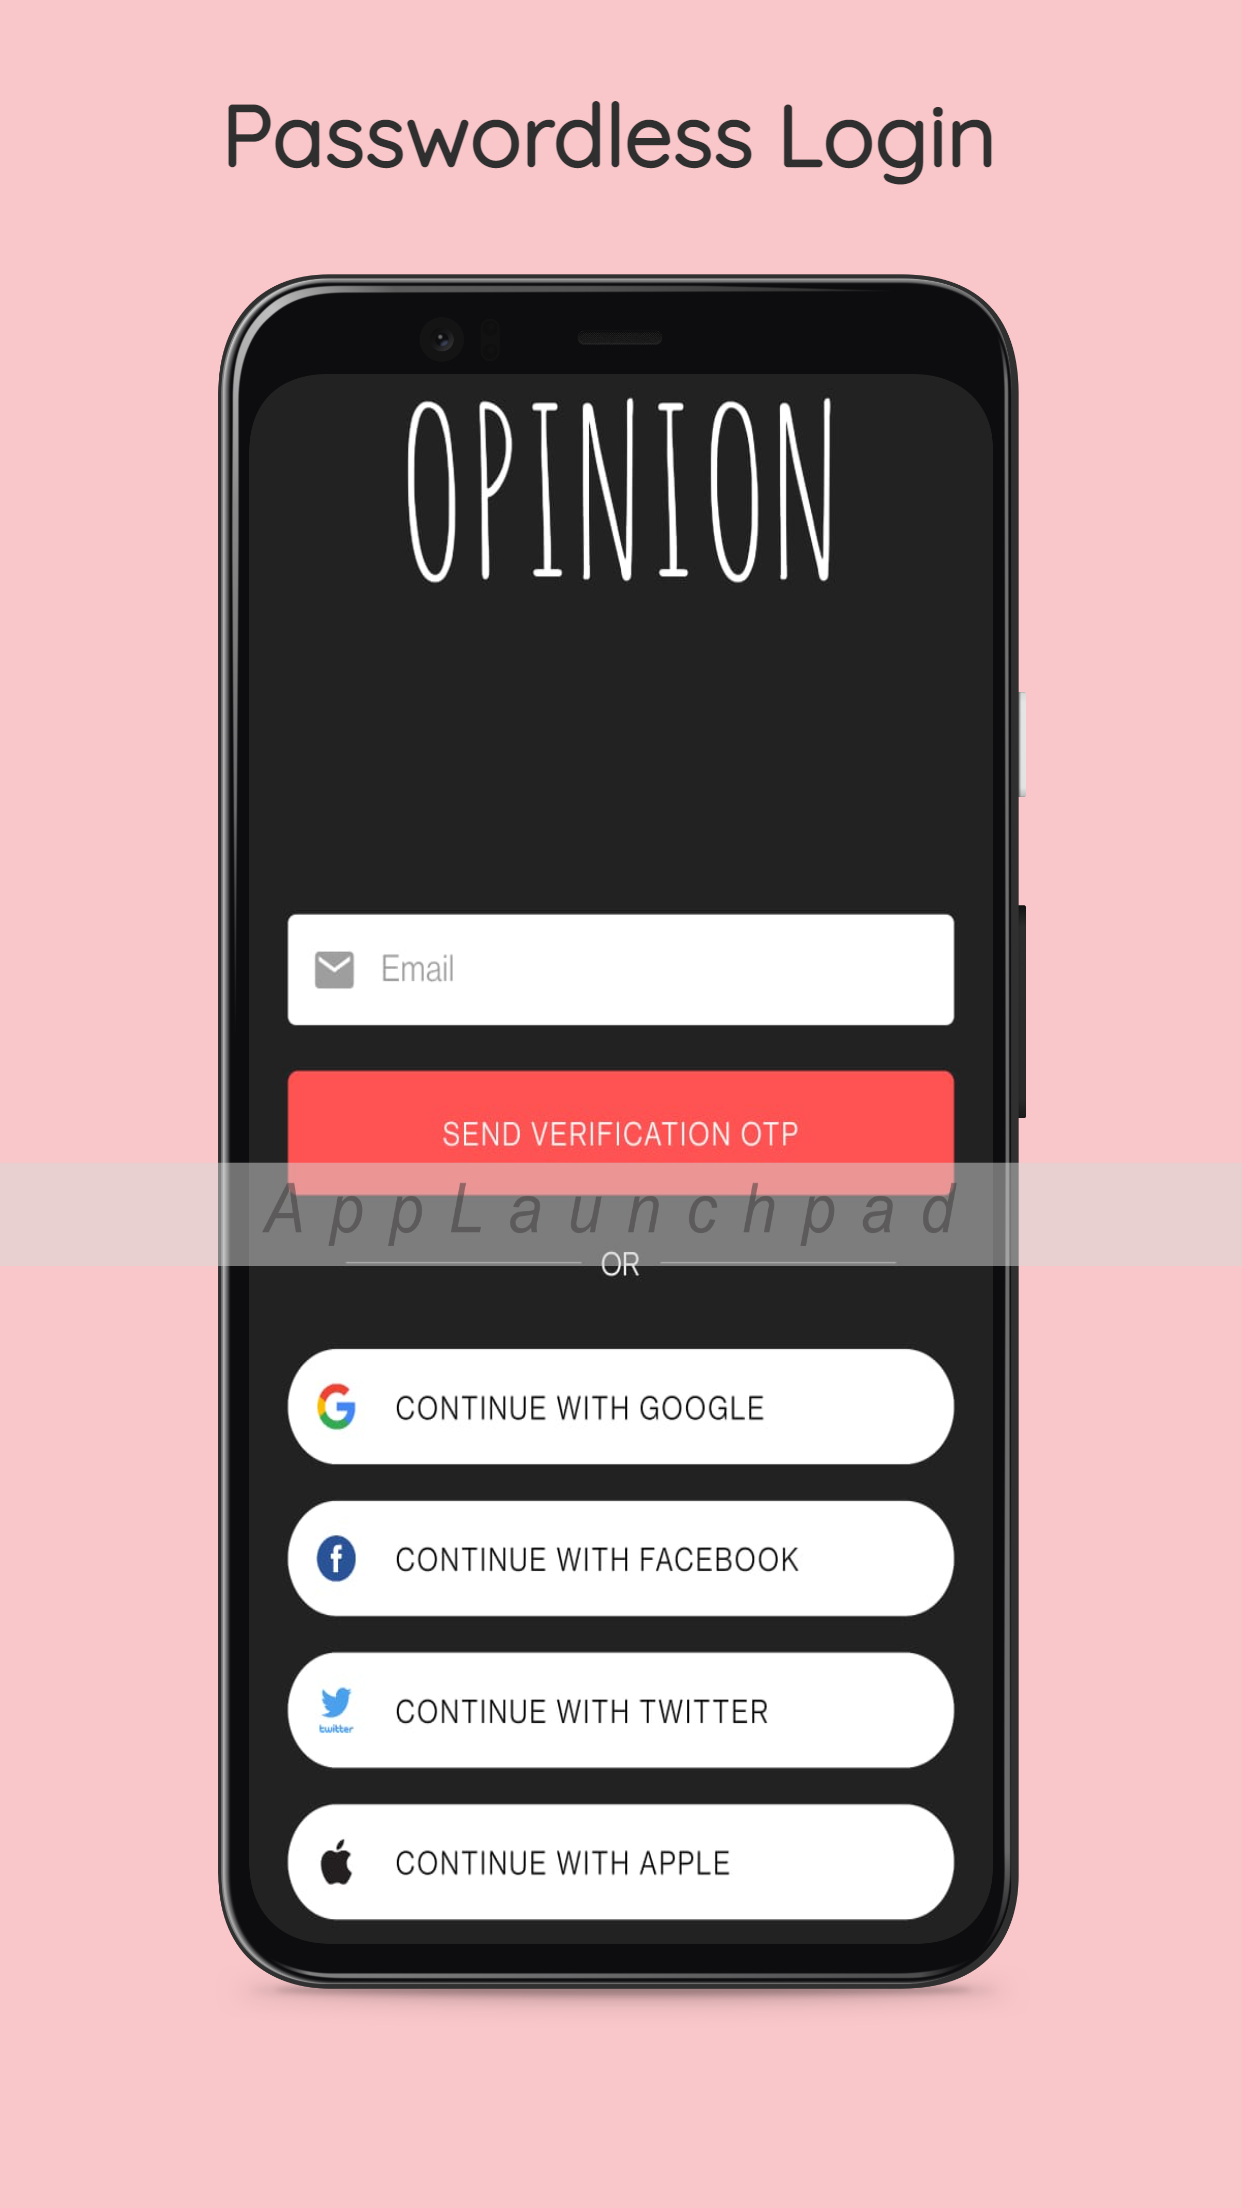 Passwordless Login
OPINION
Email
SEND VERIFICATION OTP
AppLaunchpad
OR
CONTINUE WITH GOOGLE
CONTINUE WITH FACEBOOK
twitter
CONTINUE WITH TWITTER
CONTINUE WITH APPLE